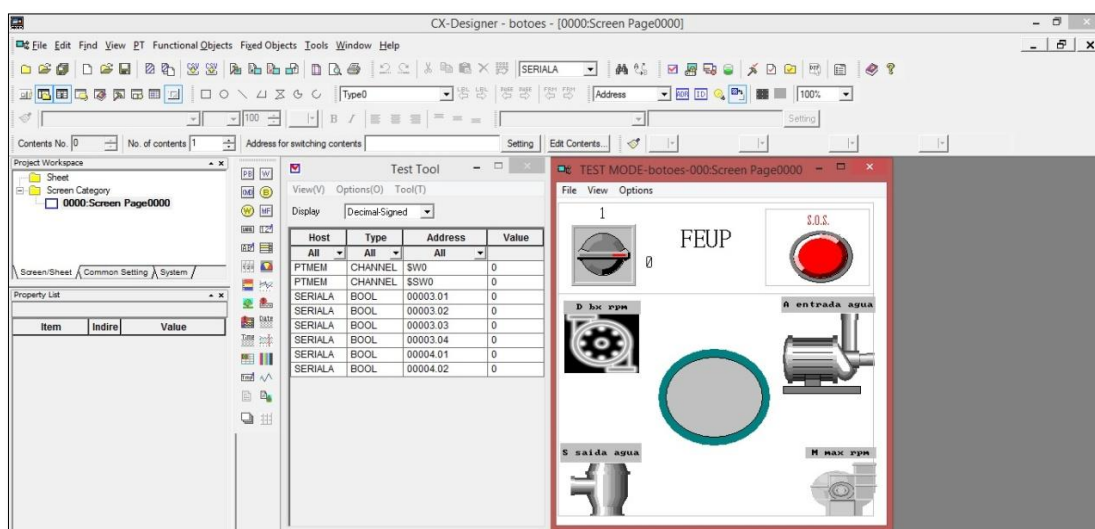 CX-Designer - botoes - [0000:Screen Page0000]
File Edit Find View PT Functional Objects Fixed Objects Tools Window Help
SERIALA
Type0 Address 100%
100 B I Setting
Contents No. 0 No. of contents 1 Address for switching contents Setting Edit Contents...
Project Workspace
Sheet
Screen Category
0000:Screen Page0000
Screen/Sheet Common Setting System
Property List
Item Indire Value
Test Tool
View(V) Options(O) Tool(T)
Display Decimal-Signed
Host Type Address Value
All All All
PTMEM CHANNEL $W0 0
PTMEM CHANNEL $SW0 0
SERIALA BOOL 00003.01 0
SERIALA BOOL 00003.02 0
SERIALA BOOL 00003.03 0
SERIALA BOOL 00003.04 0
SERIALA BOOL 00004.01 0
SERIALA BOOL 00004.02 0
TEST MODE-botoes-000:Screen Page0000
File View Options
1
0
FEUP
S.O.S.
D bx rpm
A entrada agua
S saida agua
M max rpm